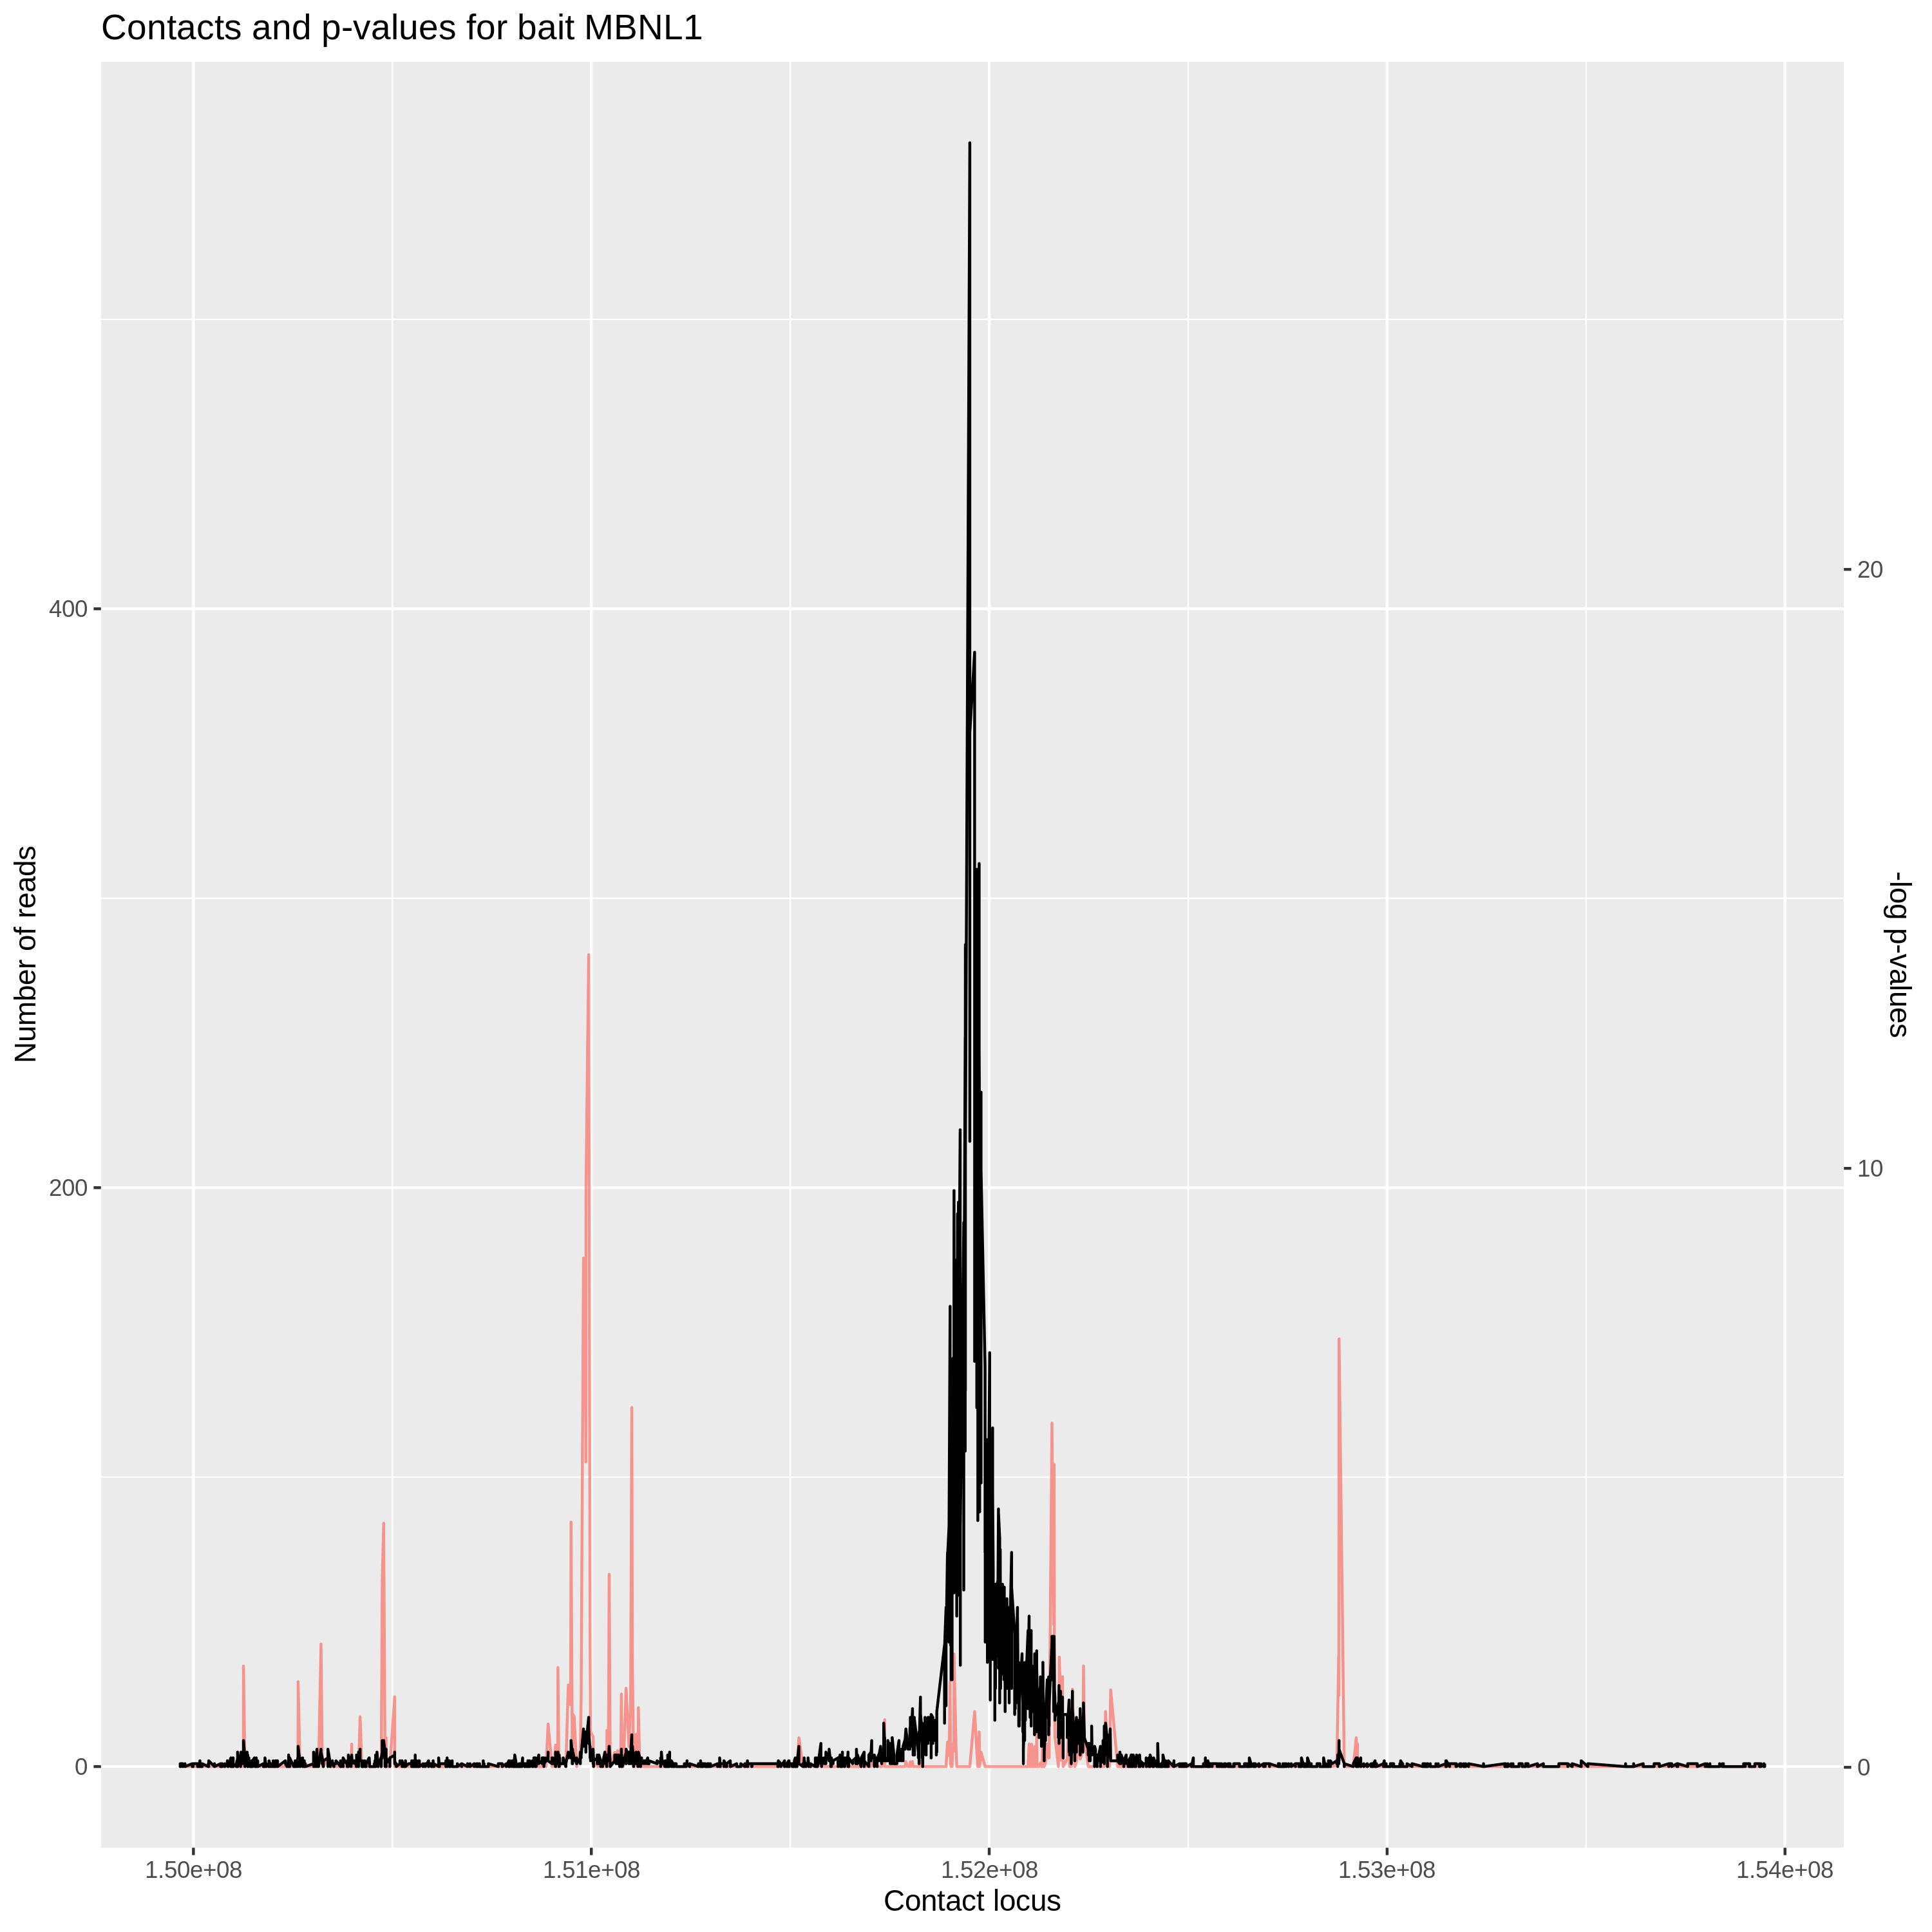 Contacts and p-values for bait MBNL1
Number of reads
400
200
0
20
10
0
-log p-values
1.50e+08
1.51e+08
1.52e+08
1.53e+08
1.54e+08
Contact locus